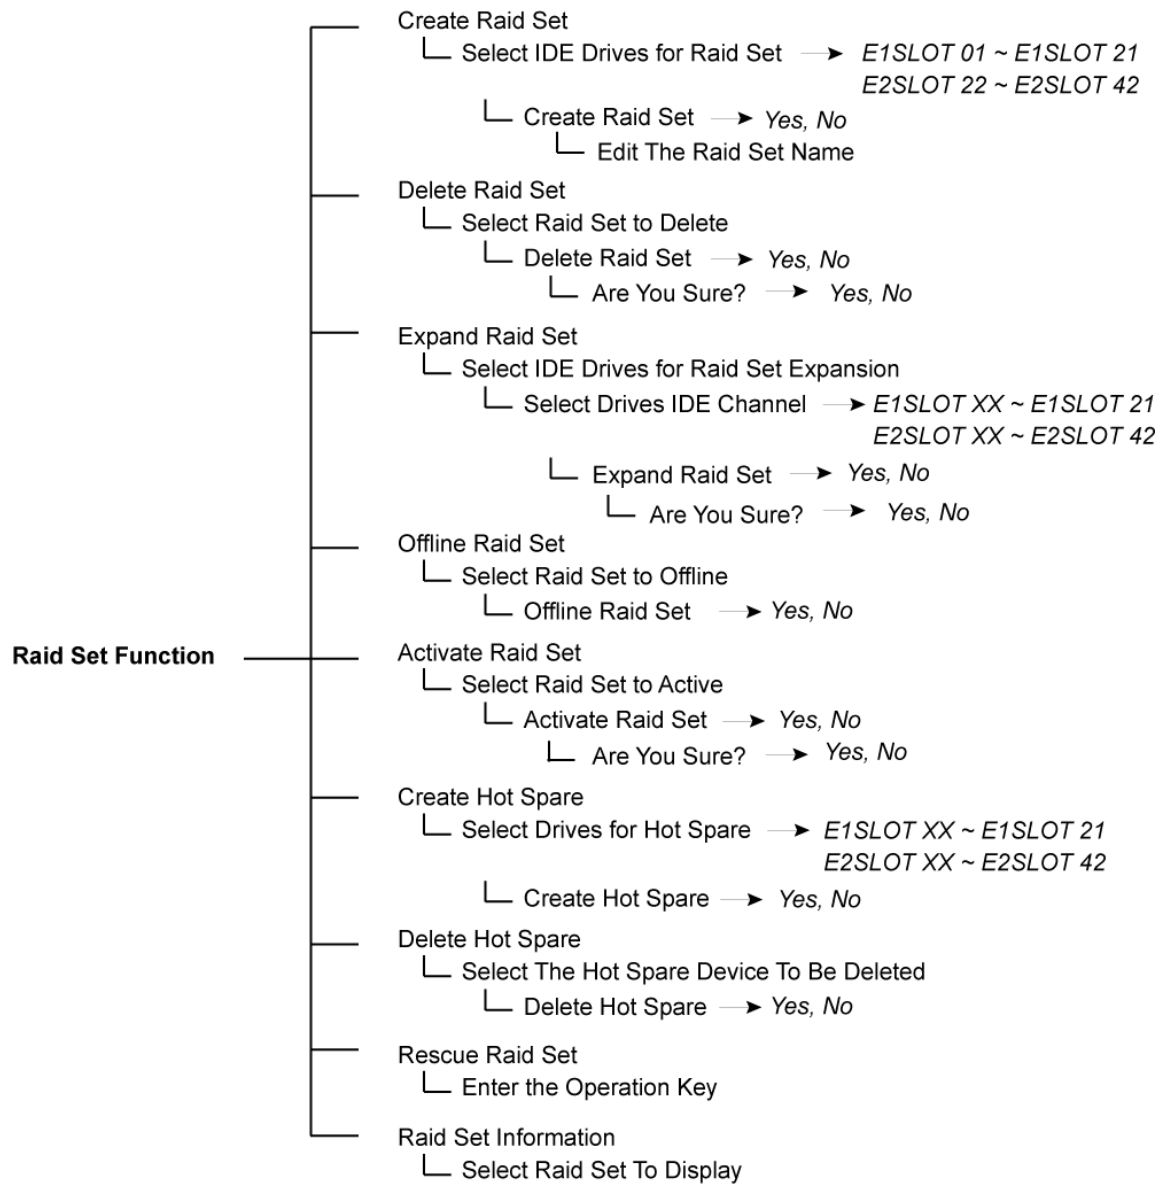 Create Raid Set
Select IDE Drives for Raid Set E1SLOT 01 ~ E1SLOT 21
E2SLOT 22 ~ E2SLOT 42
Create Raid Set Yes, No
Edit The Raid Set Name
Delete Raid Set
Select Raid Set to Delete
Delete Raid Set Yes, No
Are You Sure? Yes, No
Expand Raid Set
Select IDE Drives for Raid Set Expansion
Select Drives IDE Channel E1SLOT XX ~ E1SLOT 21
E2SLOT XX ~ E2SLOT 42
Expand Raid Set Yes, No
Are You Sure? Yes, No
Offline Raid Set
Select Raid Set to Offline
Offline Raid Set Yes, No
Raid Set Function
Activate Raid Set
Select Raid Set to Active
Activate Raid Set Yes, No
Are You Sure? Yes, No
Create Hot Spare
Select Drives for Hot Spare E1SLOT XX ~ E1SLOT 21
E2SLOT XX ~ E2SLOT 42
Create Hot Spare Yes, No
Delete Hot Spare
Select The Hot Spare Device To Be Deleted
Delete Hot Spare Yes, No
Rescue Raid Set
Enter the Operation Key
Raid Set Information
Select Raid Set To Display